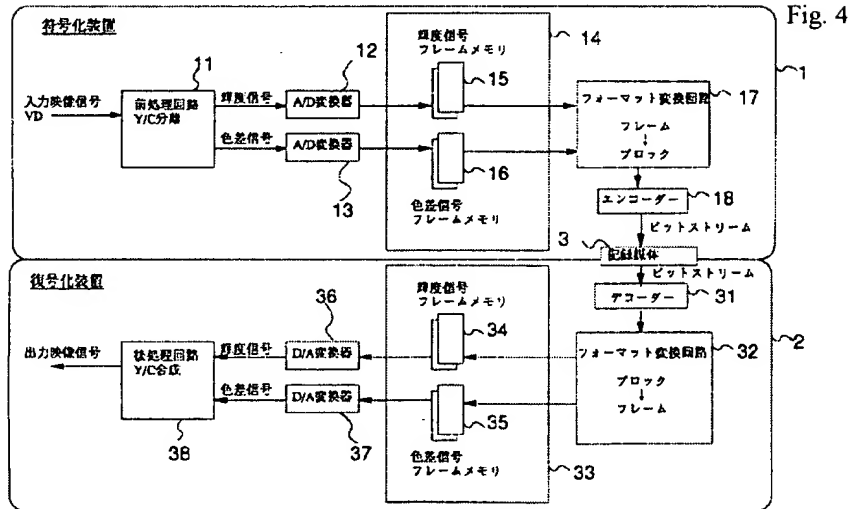 Fig. 4
符号化装置
1
14
輝度信号
フレームメモリ
11
12
15
17
入力映像信号
VD
前処理回路
Y/C分離
輝度信号
A/D変換器
フォーマット変換回路
フレーム
↓
ブロック
色差信号
A/D変換器
16
13
色差信号
フレームメモリ
エンコーダー
18
ビットストリーム
3
記録媒体
ビットストリーム
復号化装置
2
デコーダー
31
輝度信号
フレームメモリ
36
34
32
出力映像信号
後処理回路
Y/C合成
輝度信号
D/A変換器
フォーマット変換回路
ブロック
↓
フレーム
色差信号
D/A変換器
35
38
37
色差信号
フレームメモリ
33